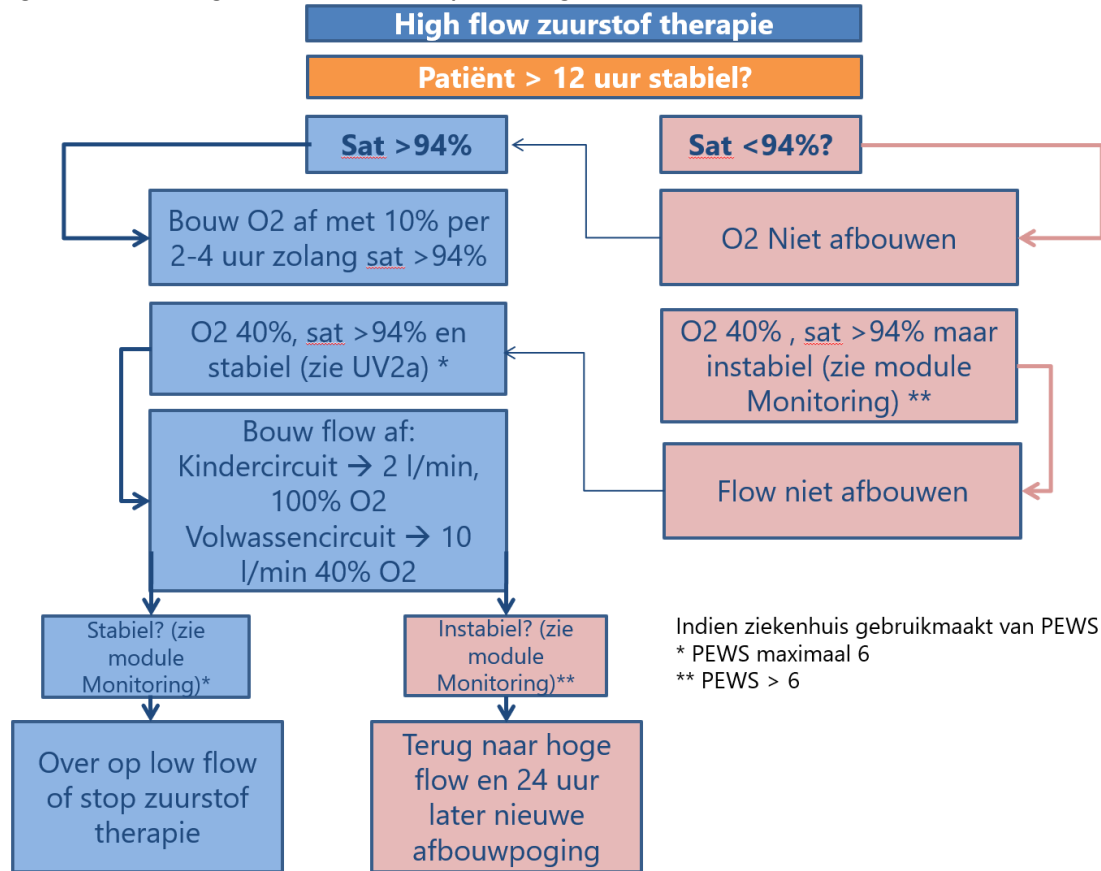 High flow zuurstof therapie
Patiënt > 12 uur stabiel?
Sat >94%
Sat <94%?
Bouw O2 af met 10% per
2-4 uur zolang sat >94%
O2 Niet afbouwen
O2 40%, sat >94% en
stabiel (zie UV2a) *
O2 40% , sat >94% maar
instabiel (zie module
Monitoring) **
Bouw flow af:
Kindercircuit → 2 l/min,
100% O2
Volwassencircuit → 10
l/min 40% O2
Flow niet afbouwen
Stabiel? (zie
module
Monitoring)*
Instabiel? (zie
module
Monitoring)**
Indien ziekenhuis gebruikmaakt van PEWS
* PEWS maximaal 6
** PEWS > 6
Over op low flow
of stop zuurstof
therapie
Terug naar hoge
flow en 24 uur
later nieuwe
afbouwpoging